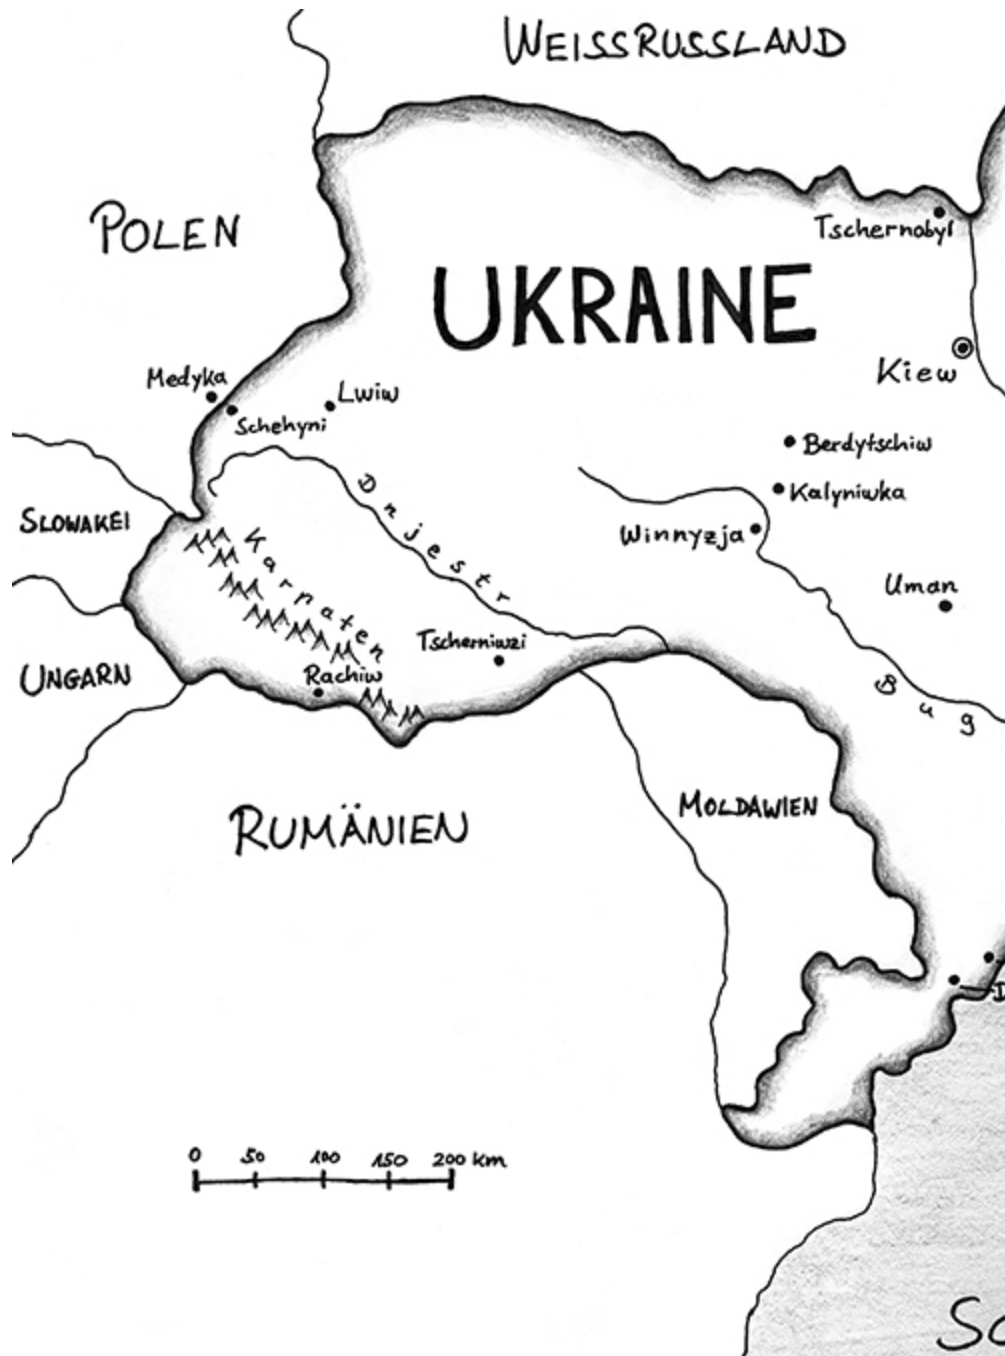 WEISSRUSSLAND
POLEN
Tschernobyl
UKRAINE
Kiew
Medyka
Lwiw
Schehyni
Berdytschiw
Kalyniwka
Dnjestr
SLOWAKEI
Winnyzja
Karpaten
Uman
Tscherniwzi
UNGARN
Rachiw
Bug
MOLDAWIEN
RUMÄNIEN
0 50 100 150 200 km